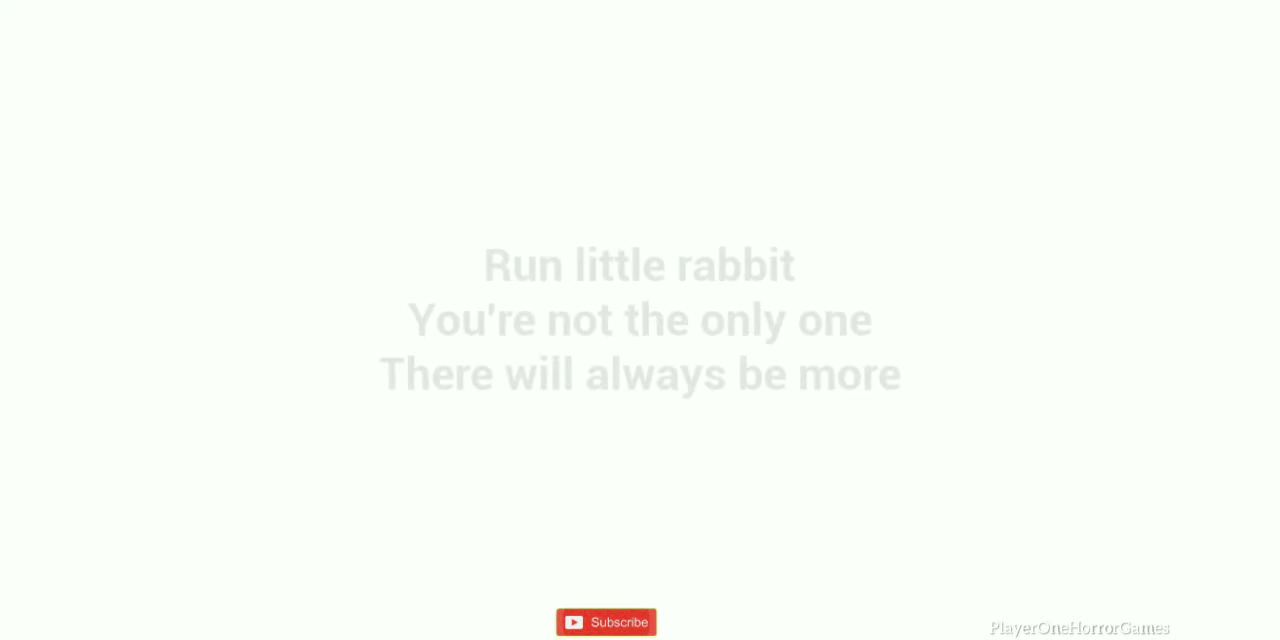 Run little rabbit
You're not the only one
There will always be more
Subscribe
PlayerOneHorrorGames